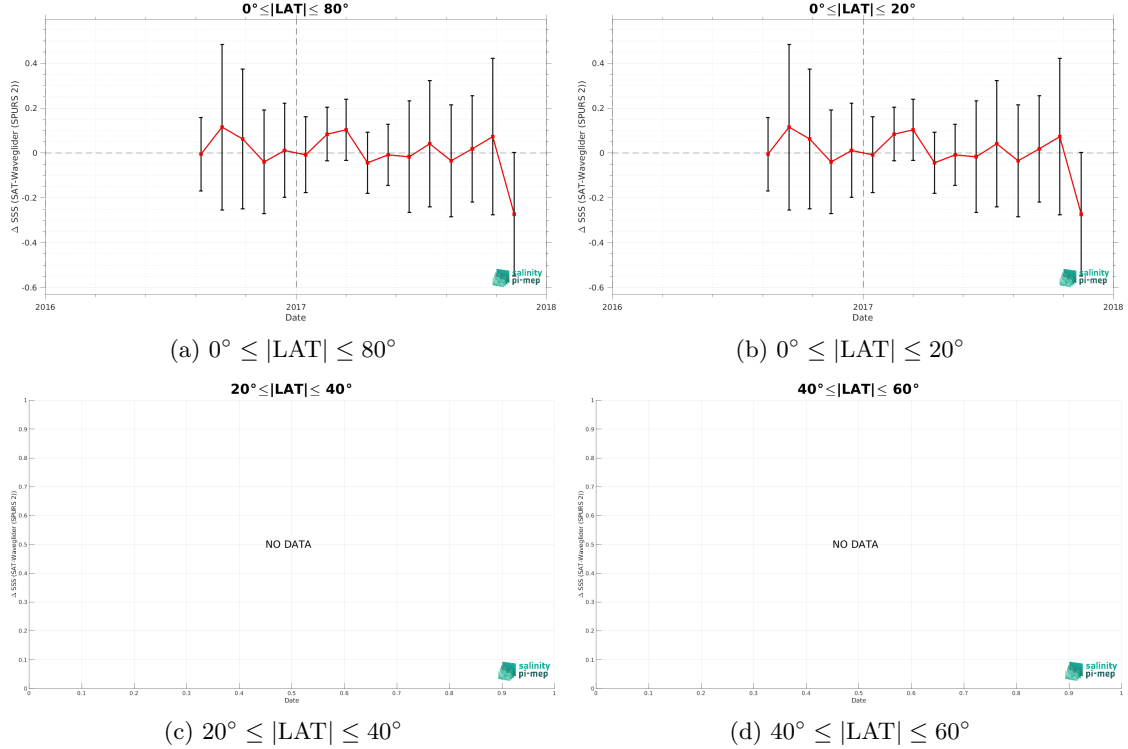 0°≤|LAT|≤ 80°
Δ SSS (SAT-Waveglider (SPURS 2))
0.4
0.2
0
-0.2
-0.4
-0.6
2016
2017
2018
Date
salinity
pi-mep
(a) 0° ≤ |LAT| ≤ 80°
0°≤|LAT|≤ 20°
Δ SSS (SAT-Waveglider (SPURS 2))
0.4
0.2
0
-0.2
-0.4
-0.6
2016
2017
2018
Date
salinity
pi-mep
(b) 0° ≤ |LAT| ≤ 20°
20°≤|LAT|≤ 40°
Δ SSS (SAT-Waveglider (SPURS 2))
1
0.9
0.8
0.7
0.6
0.5
0.4
0.3
0.2
0.1
0
NO DATA
0 0.1 0.2 0.3 0.4 0.5 0.6 0.7 0.8 0.9 1
Date
salinity
pi-mep
(c) 20° ≤ |LAT| ≤ 40°
40°≤|LAT|≤ 60°
Δ SSS (SAT-Waveglider (SPURS 2))
1
0.9
0.8
0.7
0.6
0.5
0.4
0.3
0.2
0.1
0
NO DATA
0 0.1 0.2 0.3 0.4 0.5 0.6 0.7 0.8 0.9 1
Date
salinity
pi-mep
(d) 40° ≤ |LAT| ≤ 60°